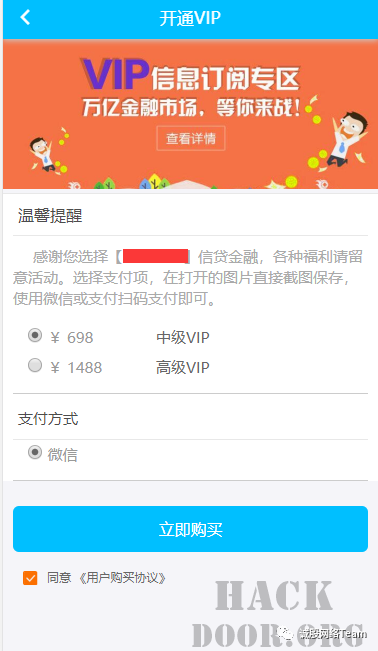 开通VIP
VIP信息订阅专区
万亿金融市场，等你来战！
查看详情
温馨提醒
感谢您选择【 】信贷金融，各种福利请留
意活动。选择支付项，在打开的图片直接截图保存，
使用微信或支付扫码支付即可。
¥ 698 中级VIP
¥ 1488 高级VIP
支付方式
微信
立即购买
同意《用户购买协议》
HACK
DOOR.ORG
网络Team